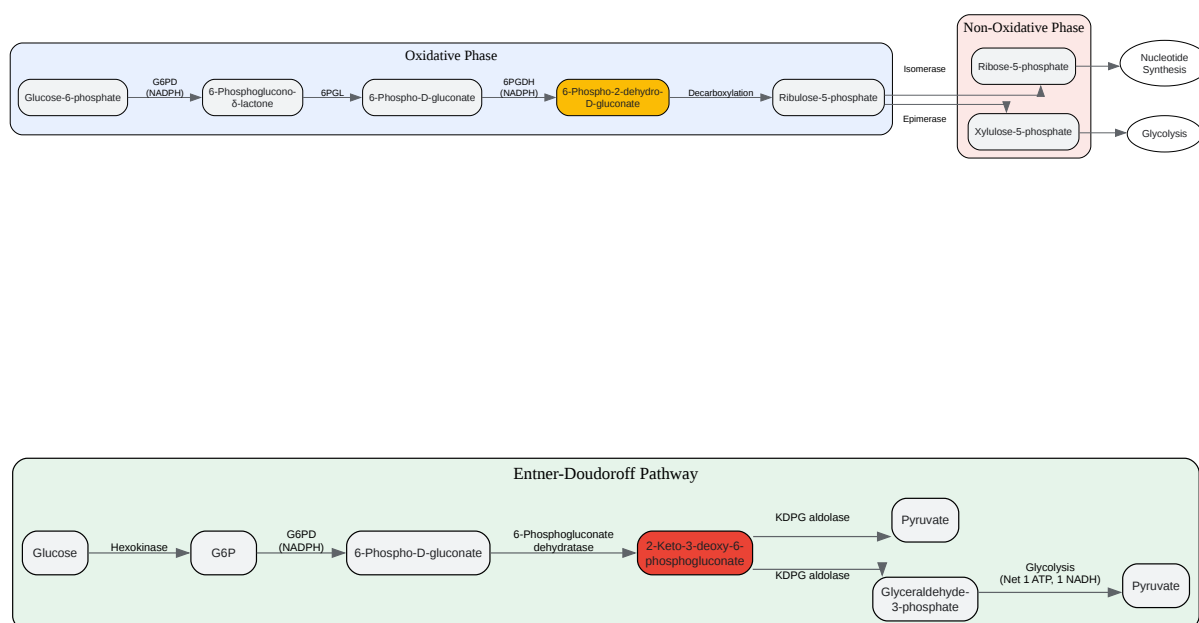 Oxidative Phase
Non-Oxidative Phase
Glucose-6-phosphate
G6PD
(NADPH)
6-Phosphoglucono-
δ-lactone
6PGL
6-Phospho-D-gluconate
6PGDH
(NADPH)
6-Phospho-2-dehydro-
D-gluconate
Decarboxylation
Ribulose-5-phosphate
Isomerase
Epimerase
Ribose-5-phosphate
Xylulose-5-phosphate
Nucleotide
Synthesis
Glycolysis
Entner-Doudoroff Pathway
Glucose
Hexokinase
G6P
G6PD
(NADPH)
6-Phospho-D-gluconate
6-Phosphogluconate
dehydratase
2-Keto-3-deoxy-6-
phosphogluconate
KDPG aldolase
Pyruvate
KDPG aldolase
Glyceraldehyde-
3-phosphate
Glycolysis
(Net 1 ATP, 1 NADH)
Pyruvate